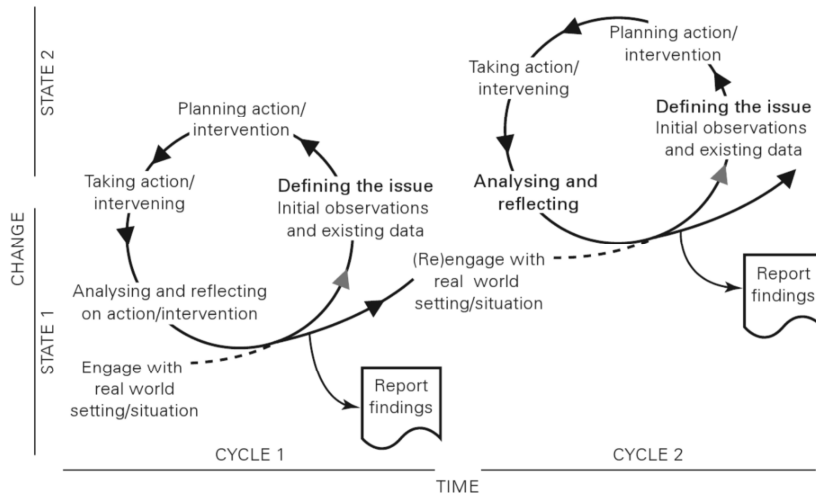 CHANGE
STATE 2
STATE 1
Planning action/
intervention
Taking action/
intervening
Defining the issue
Initial observations
and existing data
Analysing and reflecting
on action/intervention
Engage with
real world
setting/situation
Report
findings
Planning action/
intervention
Taking action/
intervening
Defining the issue
Initial observations
and existing data
Analysing and
reflecting
(Re)engage with
real world
setting/situation
Report
findings
CYCLE 1
CYCLE 2
TIME